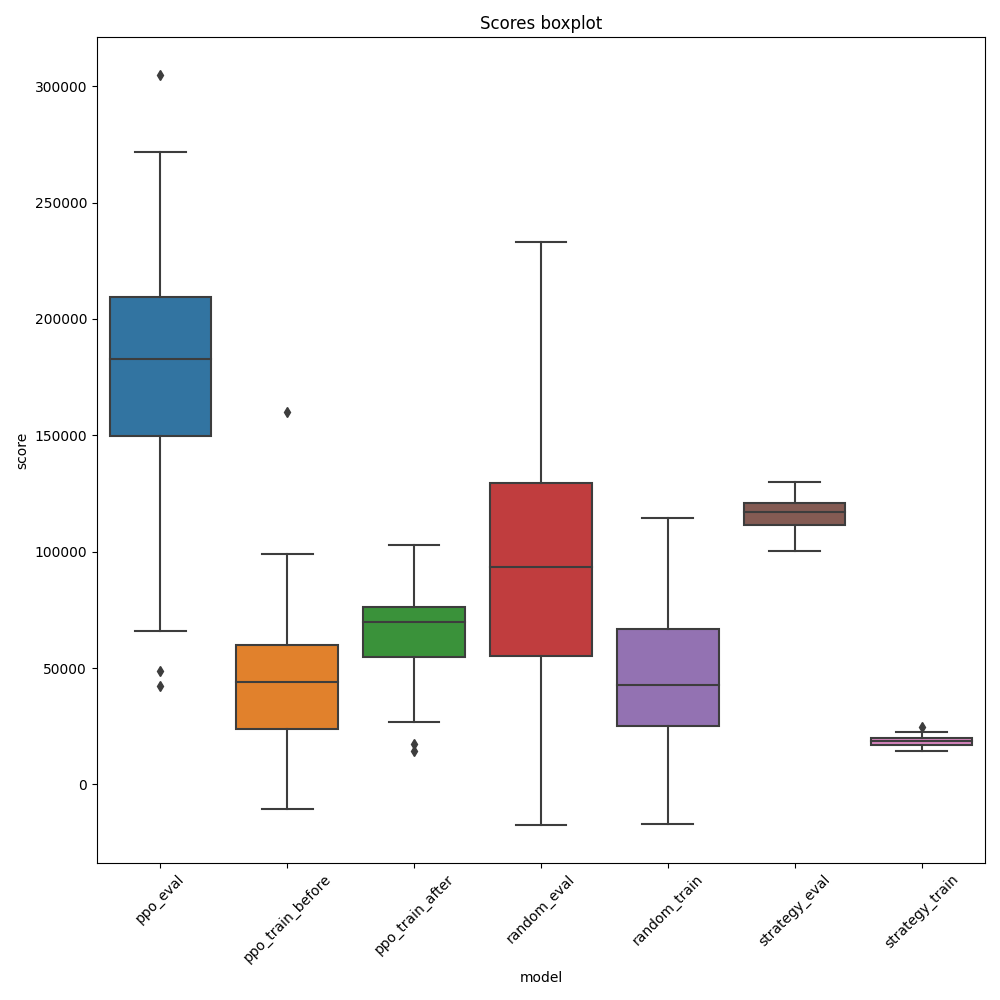 Scores boxplot
300000
250000
200000
150000
100000
50000
0
score
ppo_eval
ppo_train_before
ppo_train_after
random_eval
random_train
strategy_eval
strategy_train
model